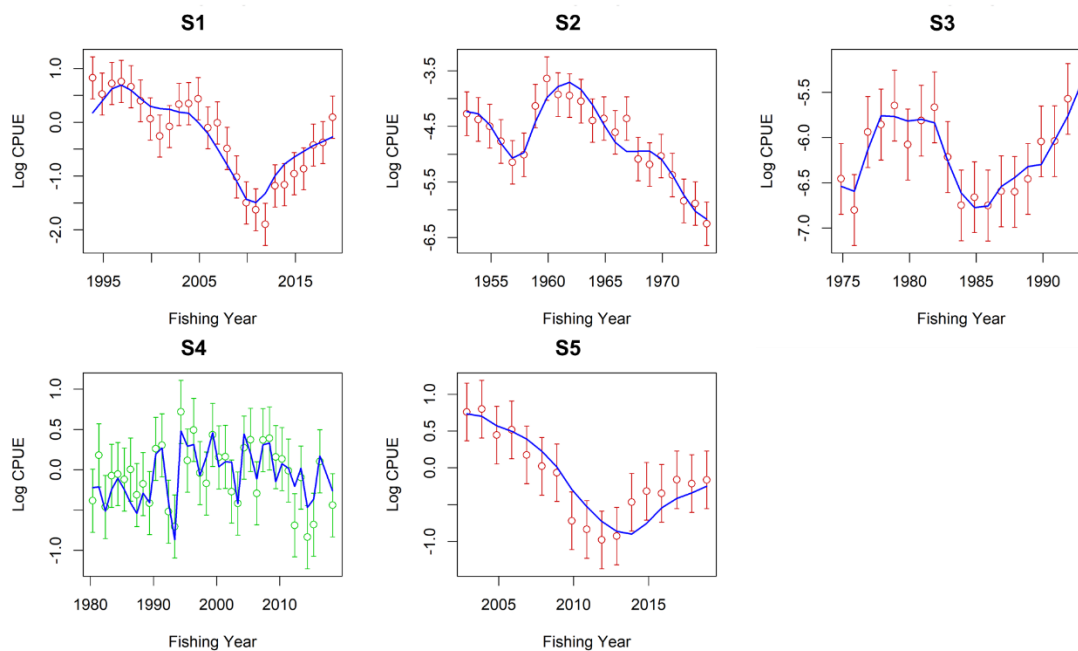 S1
Log CPUE
1.0
0.0
-1.0
-2.0
1995 2005 2015
Fishing Year
S2
Log CPUE
-3.5
-4.5
-5.5
-6.5
1955 1960 1965 1970
Fishing Year
S3
Log CPUE
-5.5
-6.0
-6.5
-7.0
1975 1980 1985 1990
Fishing Year
S4
Log CPUE
1.0
0.5
0.0
-1.0
1980 1990 2000 2010
Fishing Year
S5
Log CPUE
1.0
0.5
0.0
-1.0
2005 2010 2015
Fishing Year